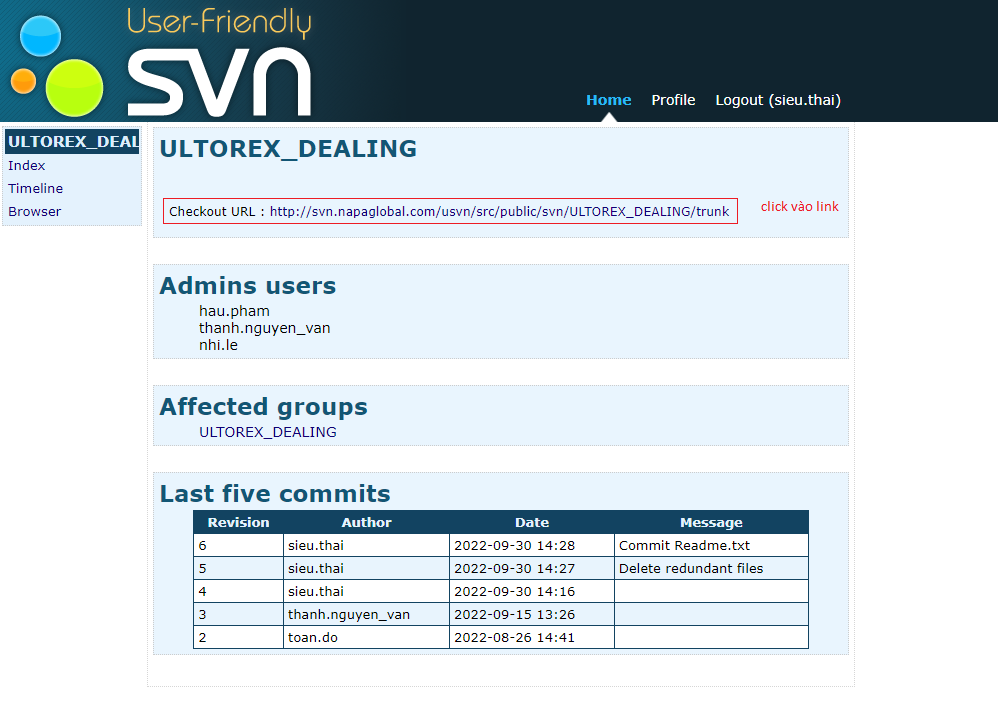 User-Friendly
svn
Home Profile Logout (sieu.thai)
ULTOREX_DEAL
Index
Timeline
Browser
ULTOREX_DEALING
Checkout URL : http://svn.napaglobal.com/usvn/src/public/svn/ULTOREX_DEALING/trunk
click vào link
Admins users
hau.pham
thanh.nguyen_van
nhi.le
Affected groups
ULTOREX_DEALING
Last five commits
Revision Author Date Message
6 sieu.thai 2022-09-30 14:28 Commit Readme.txt
5 sieu.thai 2022-09-30 14:27 Delete redundant files
4 sieu.thai 2022-09-30 14:16
3 thanh.nguyen_van 2022-09-15 13:26
2 toan.do 2022-08-26 14:41